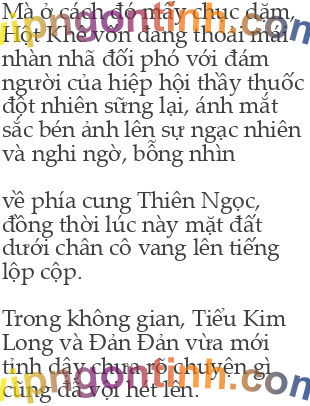 Mà ở cách đó mấy chục dặm,
Hột Khê vốn đang thoải mái
nhàn nhã đối phó với đám
người của hiệp hội thầy thuốc
đột nhiên sững lại, ánh mắt
sắc bén ảnh lên sự ngạc nhiên
và nghi ngờ, bỗng nhìn
về phía cung Thiên Ngọc,
đồng thời lúc này mặt đất
dưới chân cô vang lên tiếng
lộp cộp.
Trong không gian, Tiểu Kim
Long và Đản Đản vừa mới
tỉnh dậy chưa rõ chuyện gì
cũng đã vội hét lên.
vipngontinh.com
vipngontinh.com